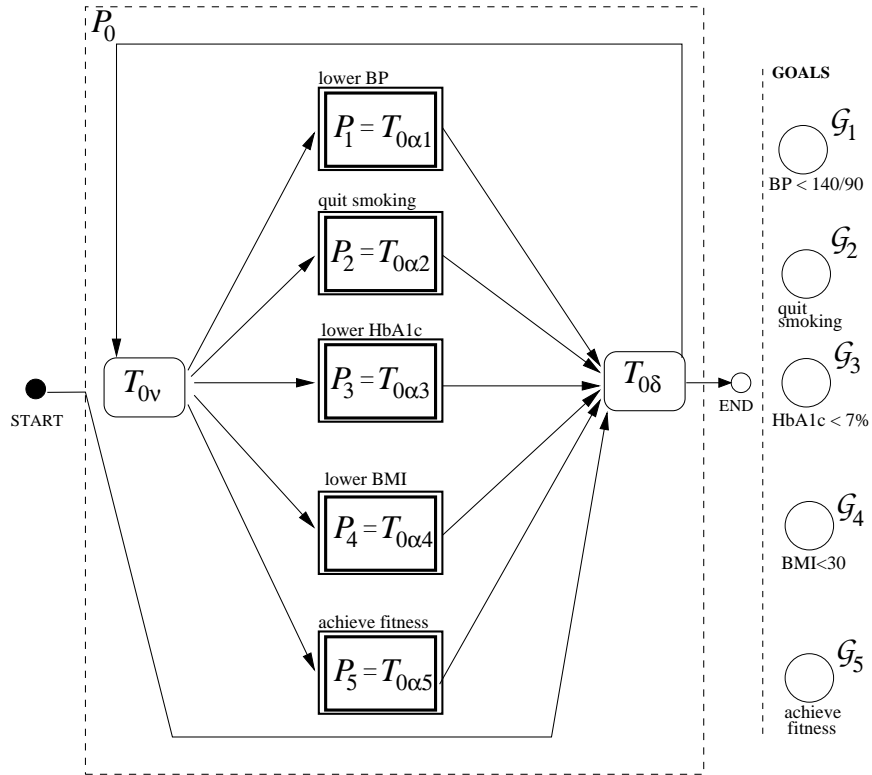 P₀
GOALS
lower BP
P₁ = T₀α₁
G₁
BP < 140/90
quit smoking
P₂ = T₀α₂
G₂
quit
smoking
lower HbA1c
P₃ = T₀α₃
T₀ν
T₀δ
G₃
START
END
HbA1c < 7%
lower BMI
P₄ = T₀α₄
G₄
BMI<30
achieve fitness
P₅ = T₀α₅
G₅
achieve
fitness